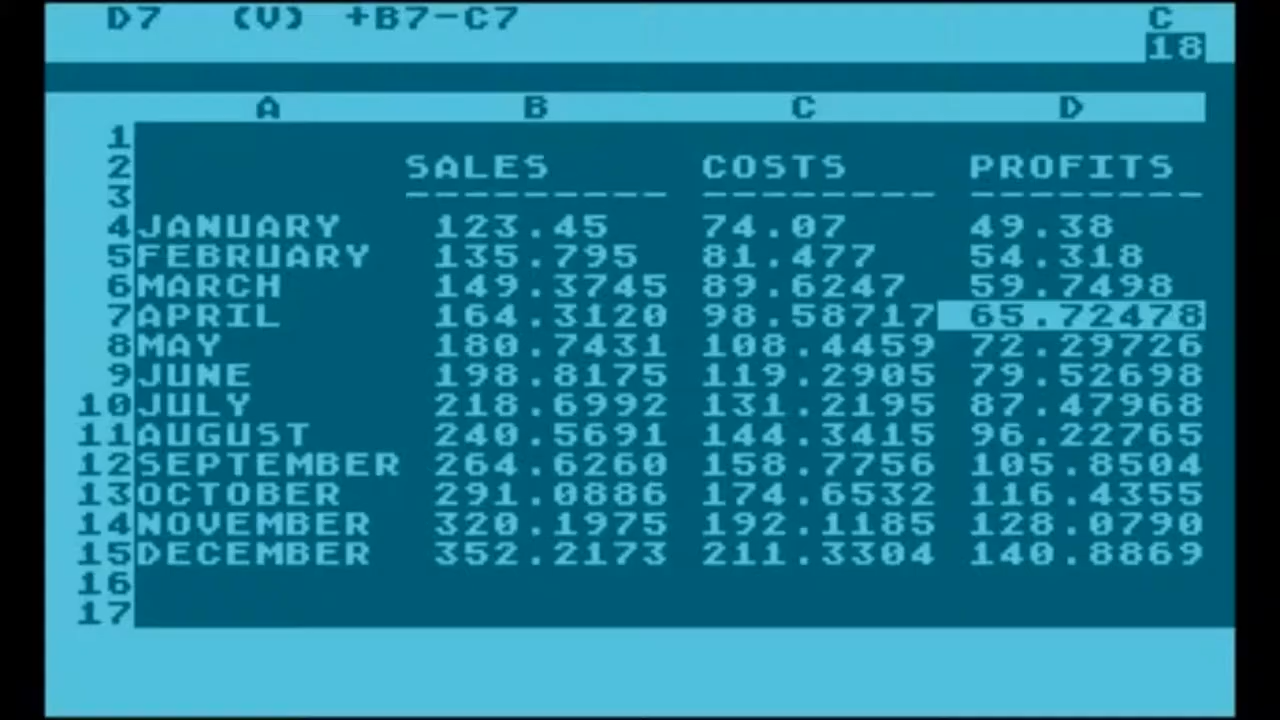 D7 (V) +B7-C7 C
18
A B C D
1
2 SALES COSTS PROFITS
3 --------- -------- --------
4 JANUARY 123.45 74.07 49.38
5 FEBRUARY 135.795 81.477 54.318
6 MARCH 149.3745 89.6247 59.7498
7 APRIL 164.3120 98.58717 65.72478
8 MAY 180.7431 108.4459 72.29726
9 JUNE 198.8175 119.2905 79.52698
10 JULY 218.6992 131.2195 87.47968
11 AUGUST 240.5691 144.3415 96.22765
12 SEPTEMBER 264.6260 158.7756 105.8504
13 OCTOBER 291.0886 174.6532 116.4355
14 NOVEMBER 320.1975 192.1185 128.0790
15 DECEMBER 352.2173 211.3304 140.8869
16
17